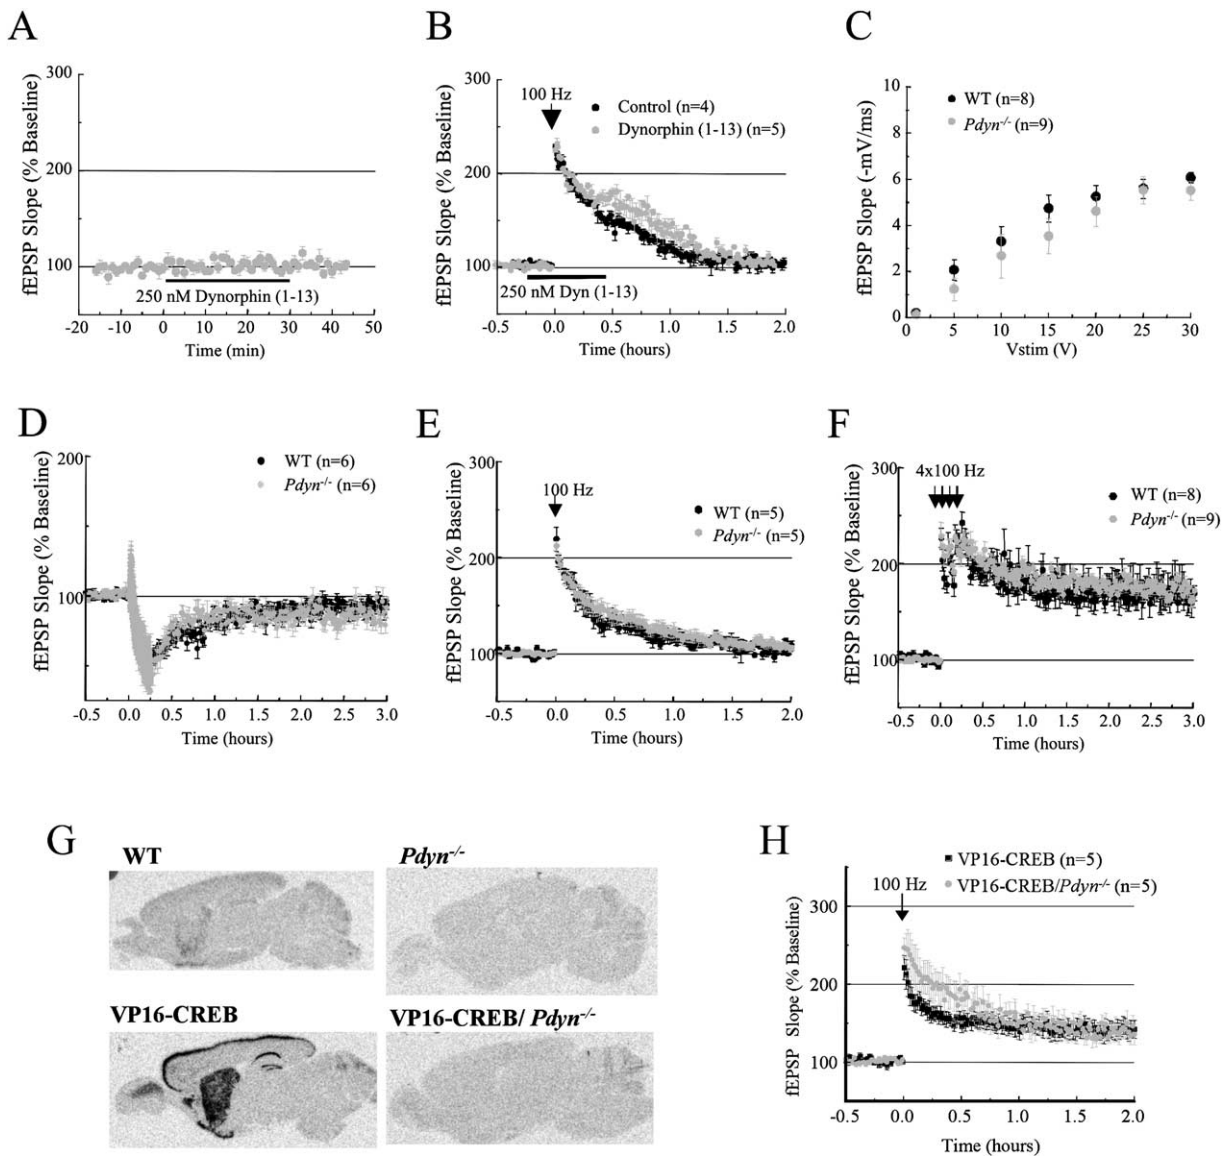 A
fEPSP Slope (% Baseline)
300
200
100
250 nM Dynorphin (1-13)
-20 -10 0 10 20 30 40 50
Time (min)
B
fEPSP Slope (% Baseline)
300
200
100
100 Hz
Control (n=4)
Dynorphin (1-13) (n=5)
250 nM Dyn (1-13)
-0.5 0.0 0.5 1.0 1.5 2.0
Time (hours)
C
fEPSP Slope (-mV/ms)
10
8
6
4
2
0
WT (n=8)
Pdyn-/- (n=9)
0 5 10 15 20 25 30
Vstim (V)
D
fEPSP Slope (% Baseline)
200
100
WT (n=6)
Pdyn-/- (n=6)
-0.5 0.0 0.5 1.0 1.5 2.0 2.5 3.0
Time (hours)
E
fEPSP Slope (% Baseline)
300
200
100
100 Hz
WT (n=5)
Pdyn-/- (n=5)
-0.5 0.0 0.5 1.0 1.5 2.0
Time (hours)
F
fEPSP Slope (% Baseline)
300
200
100
4x100 Hz
WT (n=8)
Pdyn-/- (n=9)
-0.5 0.0 0.5 1.0 1.5 2.0 2.5 3.0
Time (hours)
G
WT
Pdyn-/-
VP16-CREB
VP16-CREB/ Pdyn-/-
H
fEPSP Slope (% Baseline)
300
200
100
100 Hz
VP16-CREB (n=5)
VP16-CREB/Pdyn-/- (n=5)
-0.5 0.0 0.5 1.0 1.5 2.0
Time (hours)